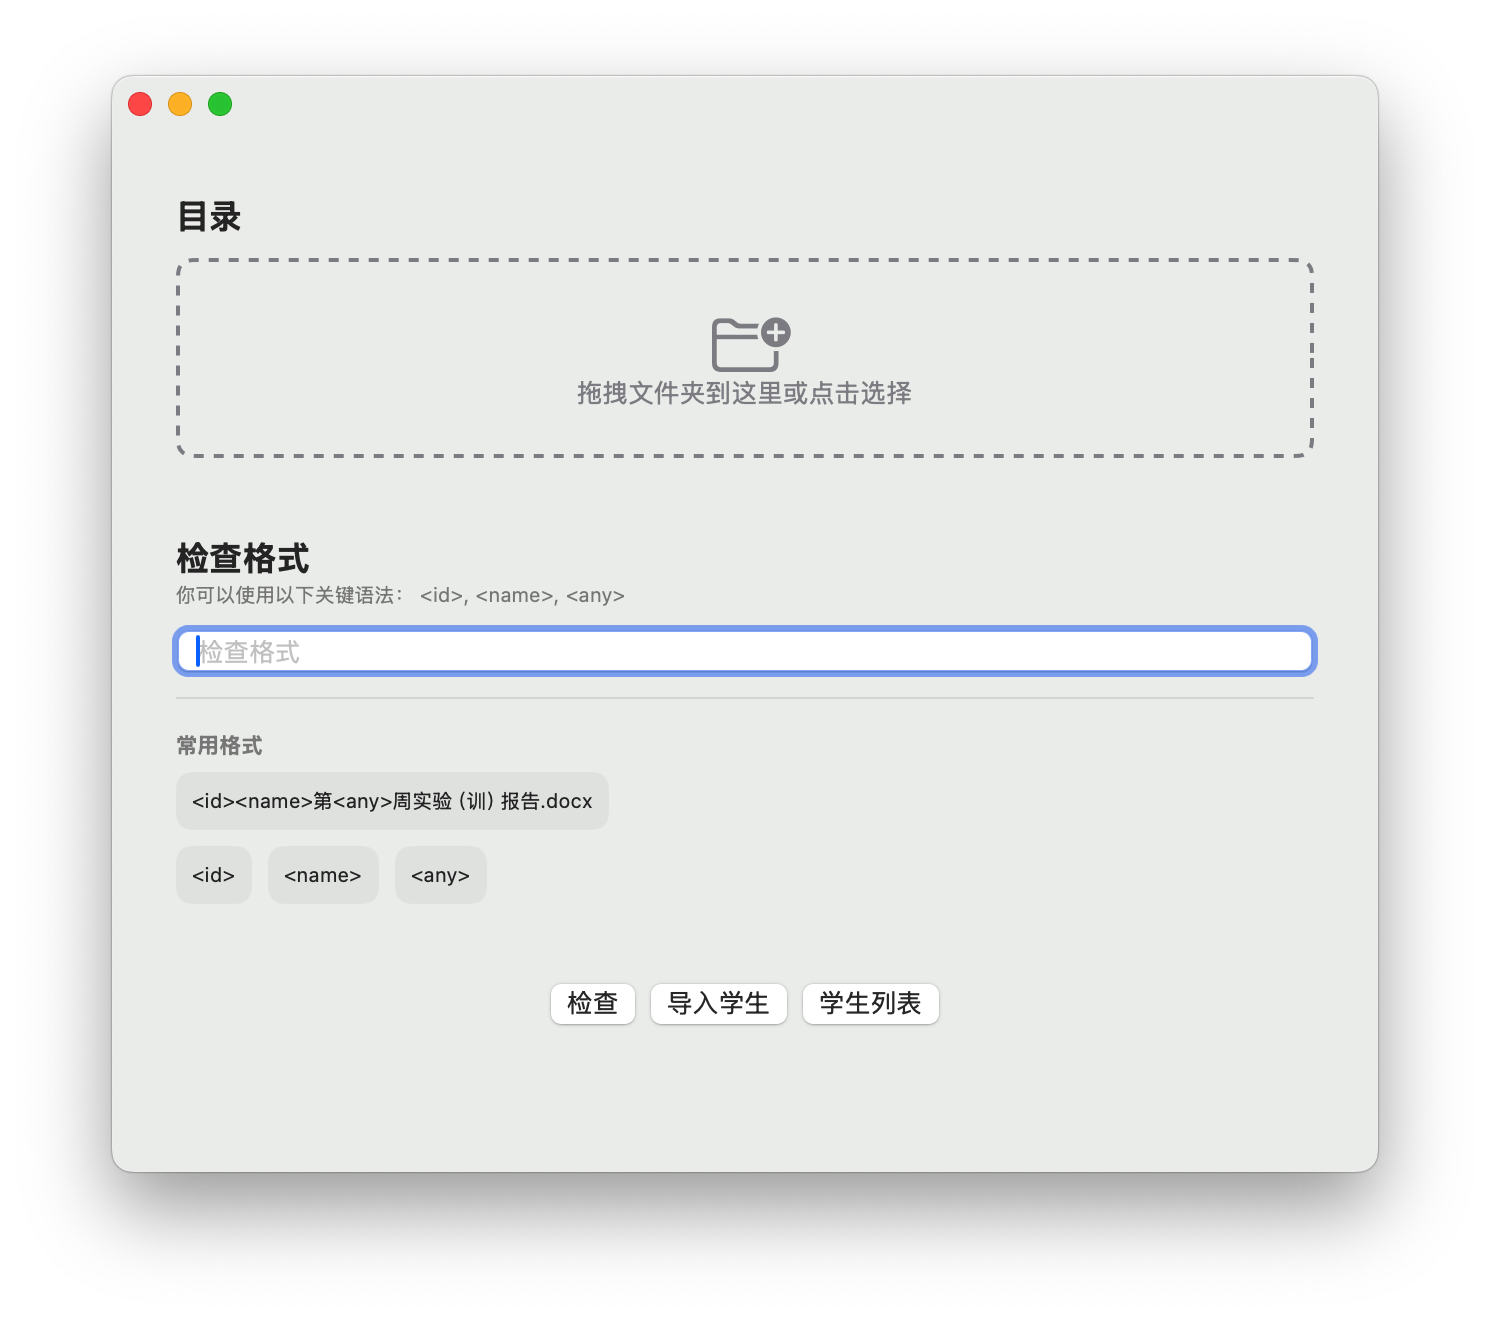 目录
拖拽文件夹到这里或点击选择
检查格式
你可以使用以下关键语法： <id>, <name>, <any>
检查格式
常用格式
<id><name>第<any>周实验（训）报告.docx
<id> <name> <any>
检查 导入学生 学生列表